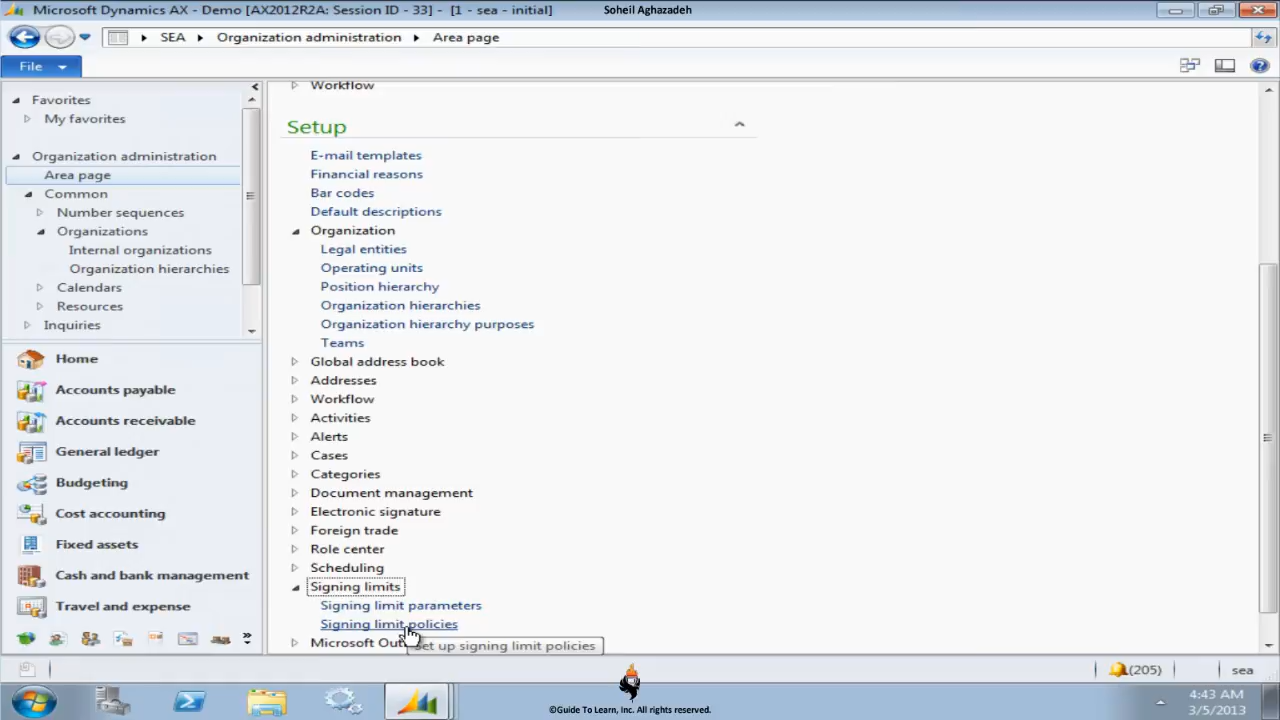 Microsoft Dynamics AX - Demo [AX2012R2A: Session ID - 33] - [1 - sea - initial]
Soheil Aghazadeh
SEA
Organization administration
Area page
File
Favorites
My favorites
Organization administration
Area page
Common
Number sequences
Organizations
Internal organizations
Organization hierarchies
Calendars
Resources
Inquiries
Home
Accounts payable
Accounts receivable
General ledger
Budgeting
Cost accounting
Fixed assets
Cash and bank management
Travel and expense
Workflow
Setup
E-mail templates
Financial reasons
Bar codes
Default descriptions
Organization
Legal entities
Operating units
Position hierarchy
Organization hierarchies
Organization hierarchy purposes
Teams
Global address book
Addresses
Workflow
Activities
Alerts
Cases
Categories
Document management
Electronic signature
Foreign trade
Role center
Scheduling
Signing limits
Signing limit parameters
Signing limit policies
Microsoft Out
Set up signing limit policies
(205)
sea
4:43 AM
3/5/2013
©Guide To Learn, Inc. All rights reserved.